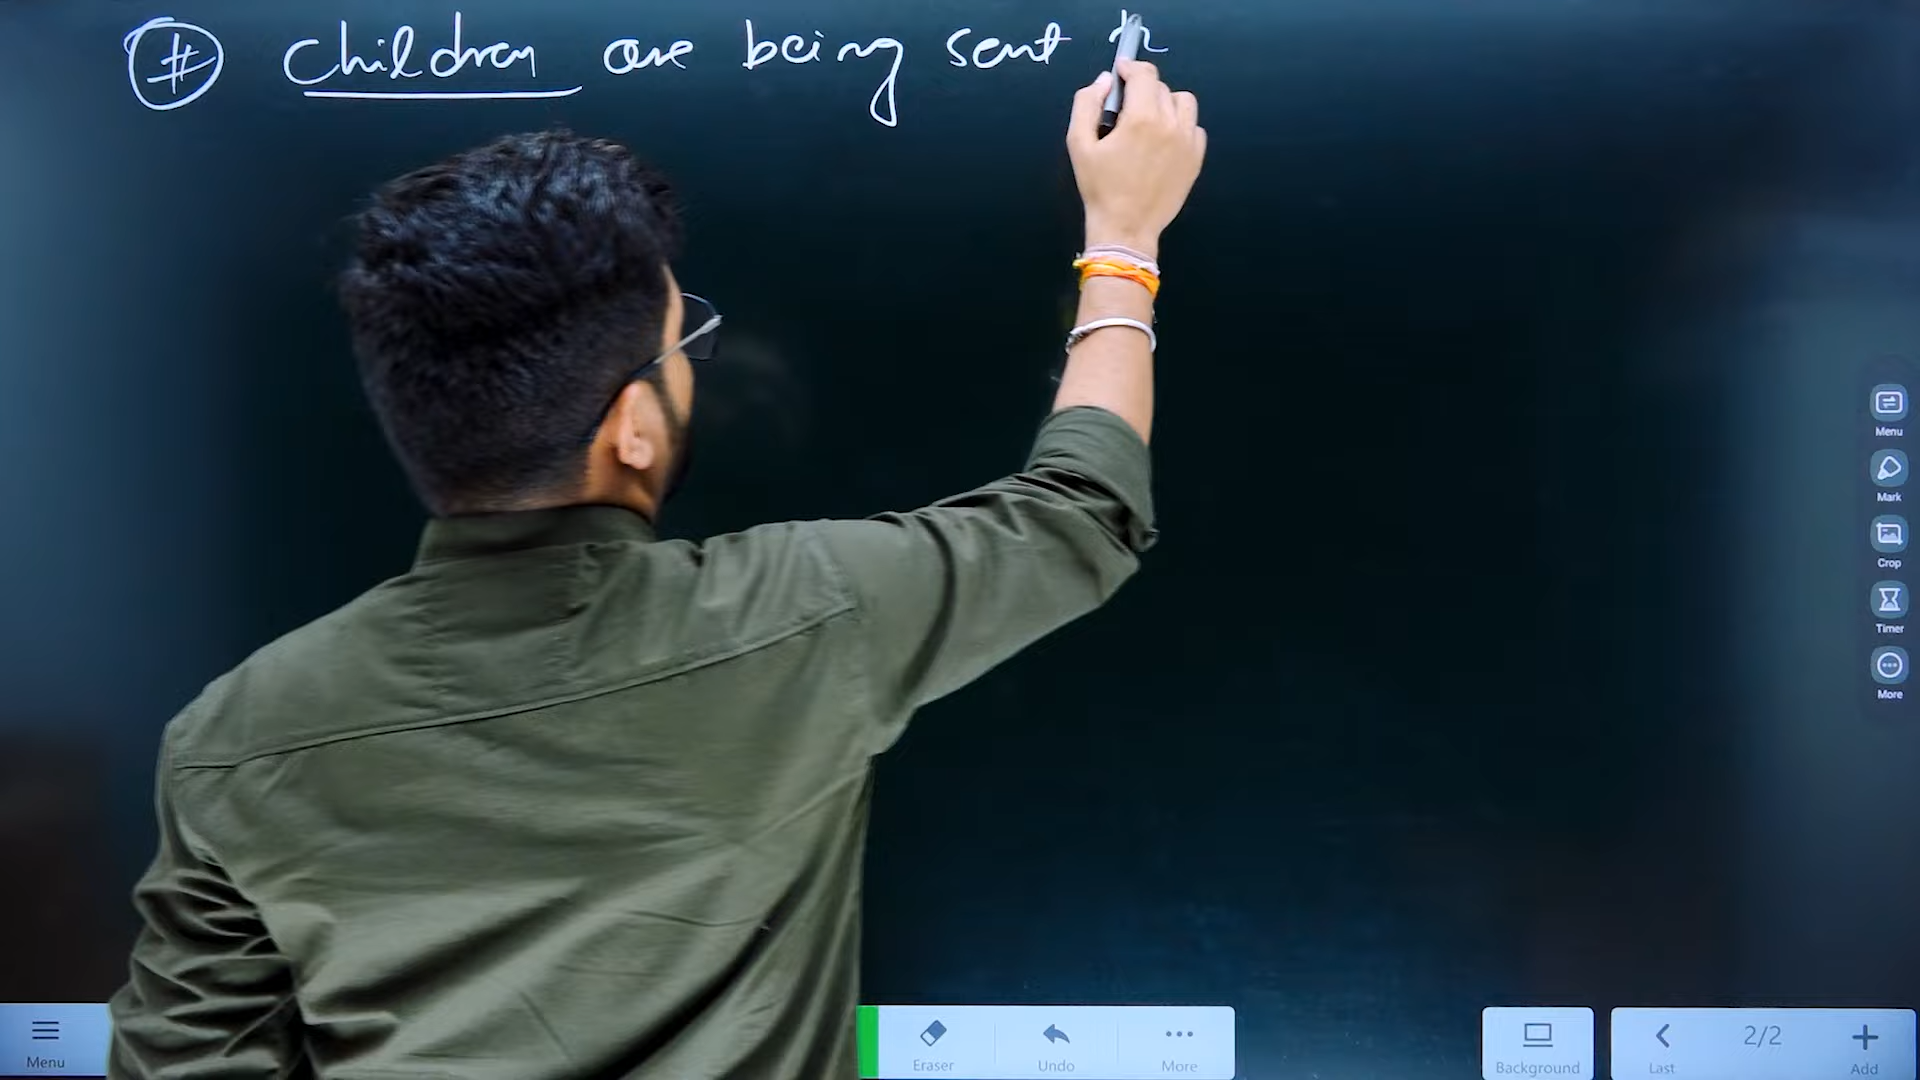 # Children are being sent
Menu
Mark
Crop
Timer
More
Menu
Eraser
Undo
More
Background
Last
2/2
Add